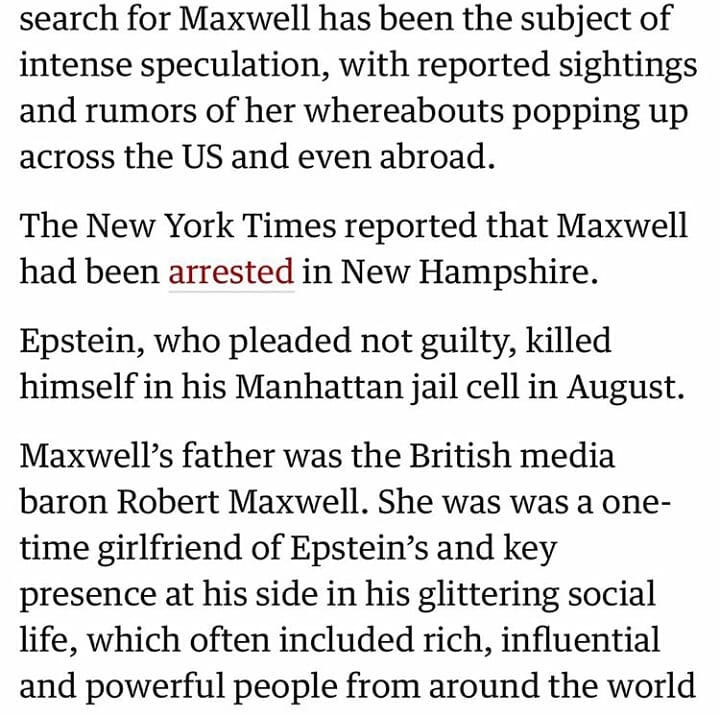 search for Maxwell has been the subject of
intense speculation, with reported sightings
and rumors of her whereabouts popping up
across the US and even abroad.
The New York Times reported that Maxwell
had been arrested in New Hampshire.
Epstein, who pleaded not guilty, killed
himself in his Manhattan jail cell in August.
Maxwell’s father was the British media
baron Robert Maxwell. She was was a one-
time girlfriend of Epstein’s and key
presence at his side in his glittering social
life, which often included rich, influential
and powerful people from around the world